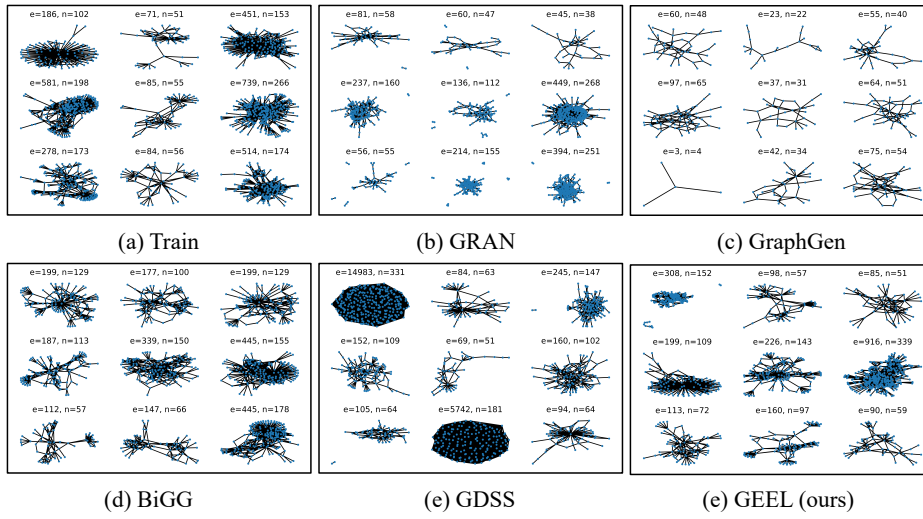 e=186, n=102 e=71, n=51 e=451, n=153
e=581, n=198 e=85, n=55 e=739, n=266
e=278, n=173 e=84, n=56 e=514, n=174
(a) Train
e=81, n=58 e=60, n=47 e=45, n=38
e=237, n=160 e=136, n=112 e=449, n=268
e=56, n=55 e=214, n=155 e=394, n=251
(b) GRAN
e=60, n=48 e=23, n=22 e=55, n=40
e=97, n=65 e=37, n=31 e=64, n=51
e=3, n=4 e=42, n=34 e=75, n=54
(c) GraphGen
e=199, n=129 e=177, n=100 e=199, n=129
e=187, n=113 e=339, n=150 e=445, n=155
e=112, n=57 e=147, n=66 e=445, n=178
(d) BiGG
e=14983, n=331 e=84, n=63 e=245, n=147
e=152, n=109 e=69, n=51 e=160, n=102
e=105, n=64 e=5742, n=181 e=94, n=64
(e) GDSS
e=308, n=152 e=98, n=57 e=85, n=51
e=199, n=109 e=226, n=143 e=916, n=339
e=113, n=72 e=160, n=97 e=90, n=59
(e) GEEL (ours)